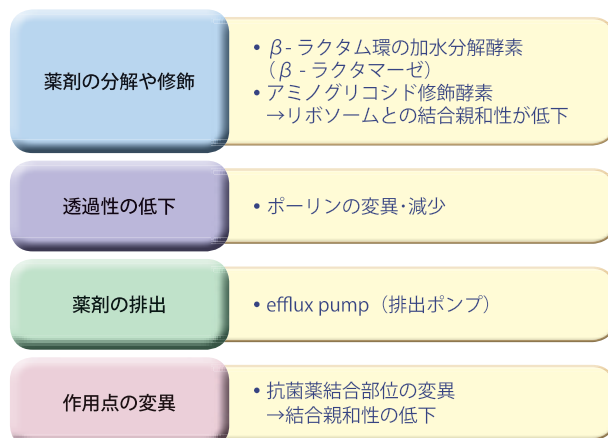 薬剤の分解や修飾
• β- ラクタム環の加水分解酵素
（β - ラクタマーゼ）
• アミノグリコシド修飾酵素
→リボソームとの結合親和性が低下
透過性の低下
• ポーリンの変異・減少
薬剤の排出
• efflux pump（排出ポンプ）
作用点の変異
• 抗菌薬結合部位の変異
→結合親和性の低下